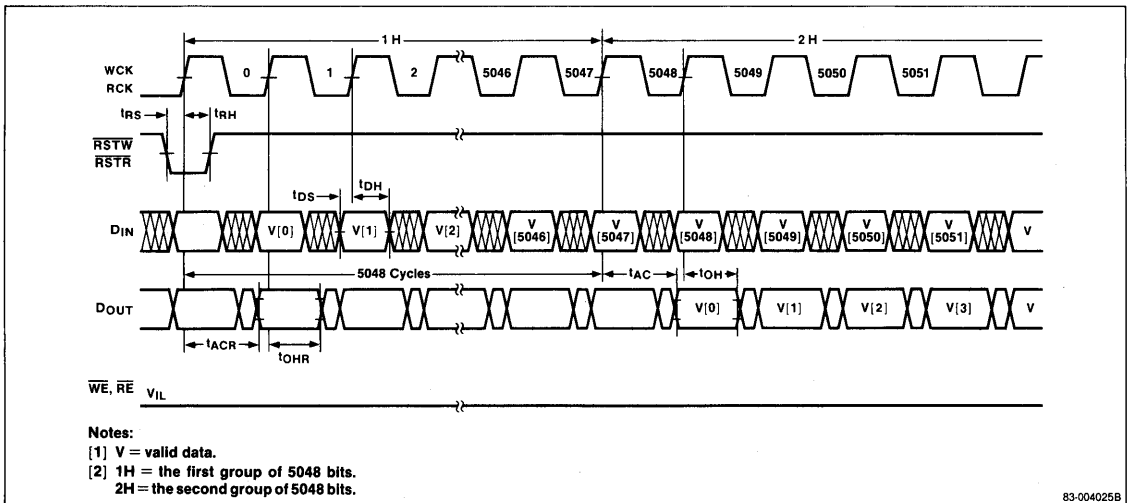 1 H 2 H
WCK 0 1 2 5046 5047 5048 5049 5050 5051
RCK
tRS tRH
RSTW
RSTR
tDS tDH
DIN V[0] V[1] V[2] V [5046] V [5047] V [5048] V [5049] V [5050] V [5051] V
5048 Cycles tAC tOH
DOUT V[0] V[1] V[2] V[3] V
tACR tOHR
WE, RE VIL
Notes:
[1] V = valid data.
[2] 1H = the first group of 5048 bits.
2H = the second group of 5048 bits.
83-004025B